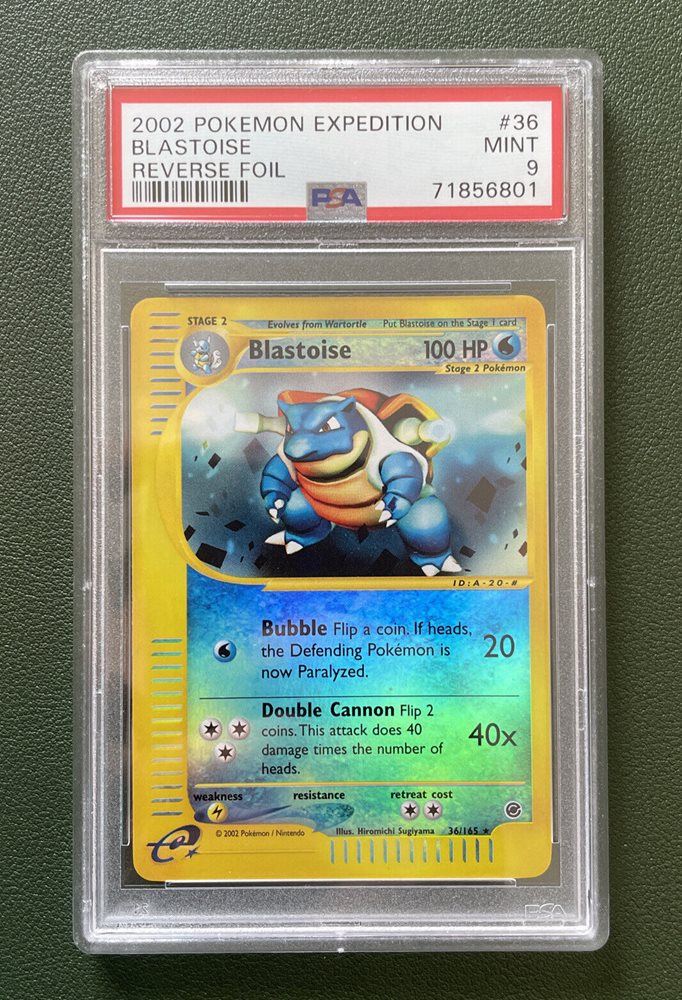 2002 POKEMON EXPEDITION #36
BLASTOISE MINT
REVERSE FOIL 9
PSA 71856801
STAGE 2 Evolves from Wartortle Put Blastoise on the Stage 1 card
Blastoise 100 HP
Stage 2 Pokémon
ID:A-20-#
Bubble Flip a coin. If heads,
the Defending Pokémon is 20
now Paralyzed.
Double Cannon Flip 2
coins. This attack does 40 40x
damage times the number of
heads.
weakness resistance retreat cost
© 2002 Pokémon / Nintendo Illus. Hiromichi Sugiyama 36/165 ★
e
PSA